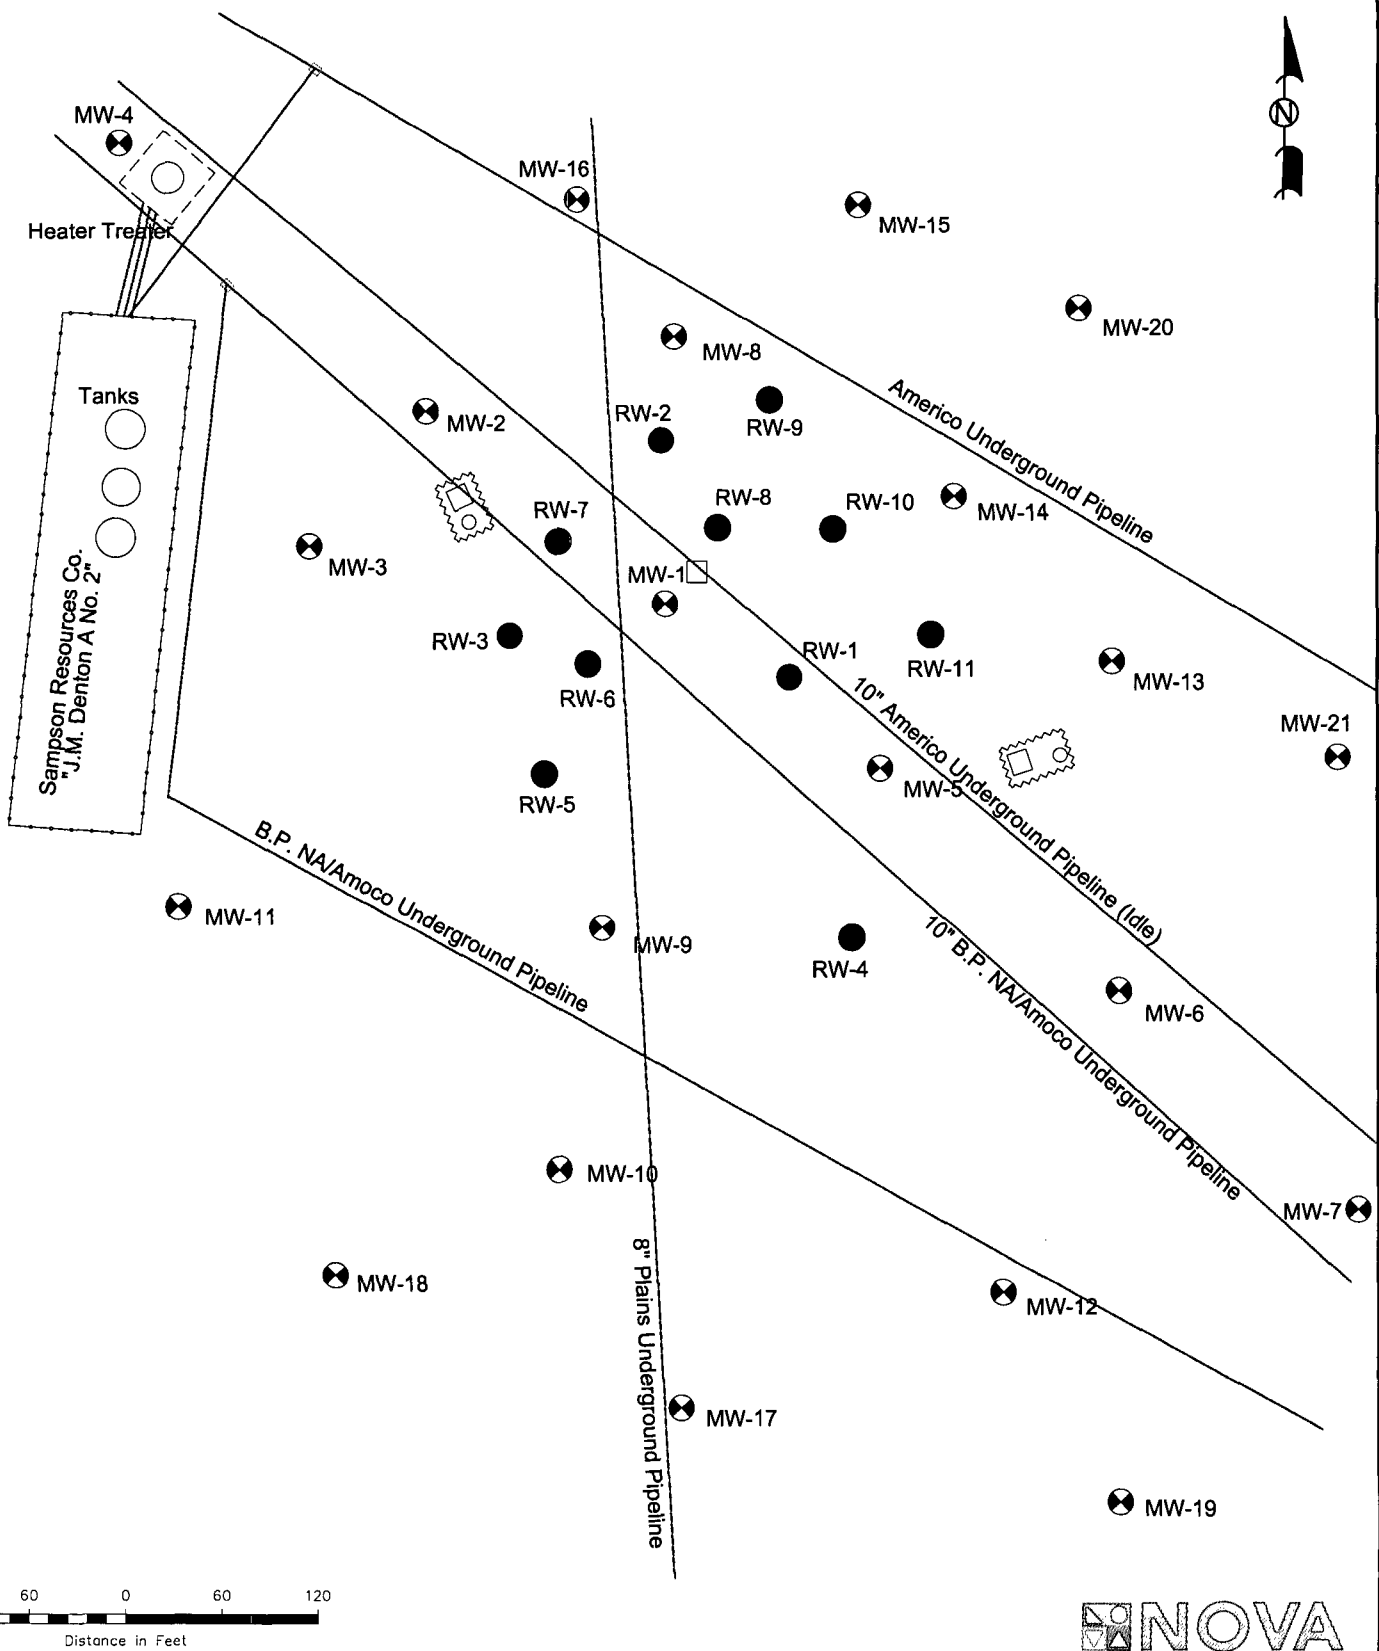 N
MW-4
MW-16
MW-15
Heater Treater
MW-20
MW-8
Tanks
MW-2
RW-2
RW-9
Americo Underground Pipeline
RW-7
RW-8
RW-10
MW-14
MW-3
MW-1
RW-3
RW-6
RW-1
RW-11
MW-13
Sampson Resources Co.
"J.M. Denton A No. 2"
10" Americo Underground Pipeline (Idle)
MW-21
MW-5
RW-5
B.P. NA/Amoco Underground Pipeline
MW-11
MW-9
RW-4
10" B.P. NA/Amoco Underground Pipeline
MW-6
MW-10
MW-7
8" Plains Underground Pipeline
MW-18
MW-12
MW-17
MW-19
60 0 60 120
Distance in Feet
NOVA